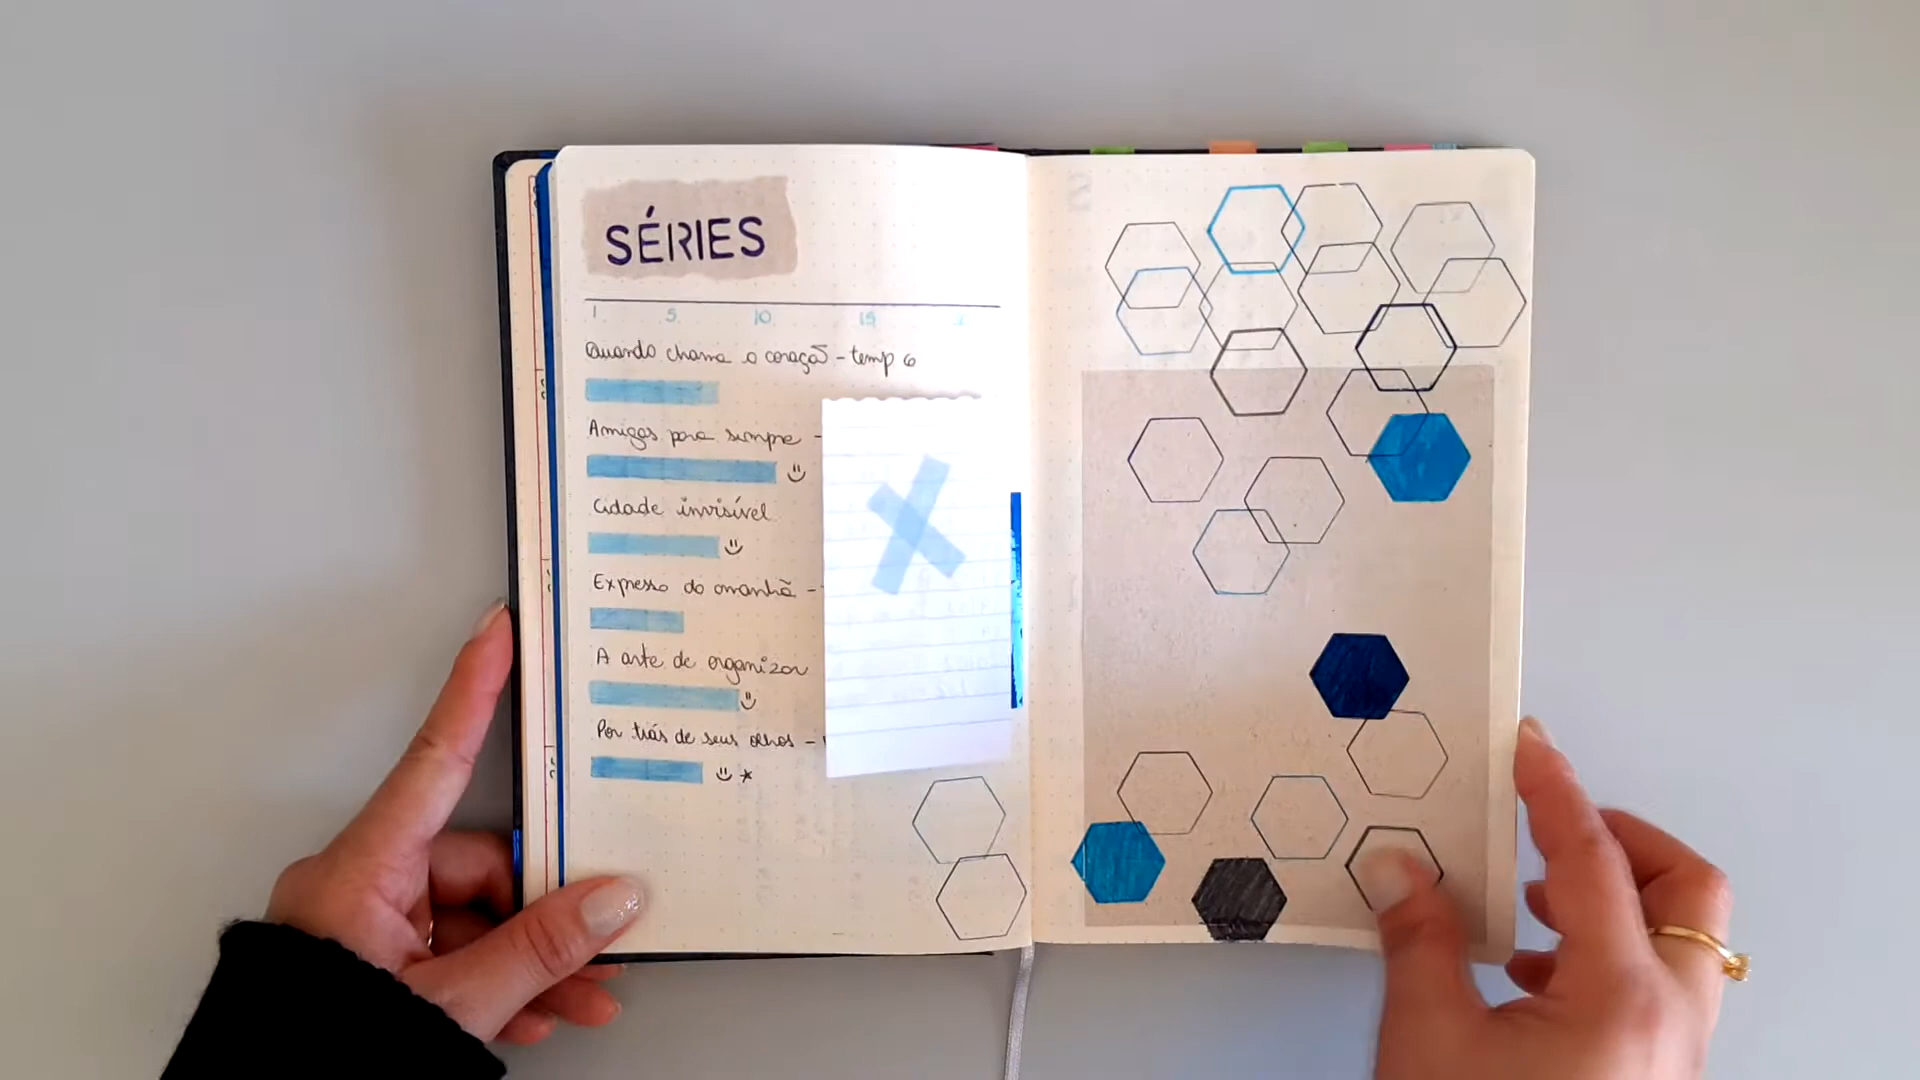 SÉRIES
1 5 10 15
Quando chama o coração - temp 6
Amigas para sempre -
Cidade invisível
Expresso do amanhã -
A arte de organizar
Por trás de seus olhos -